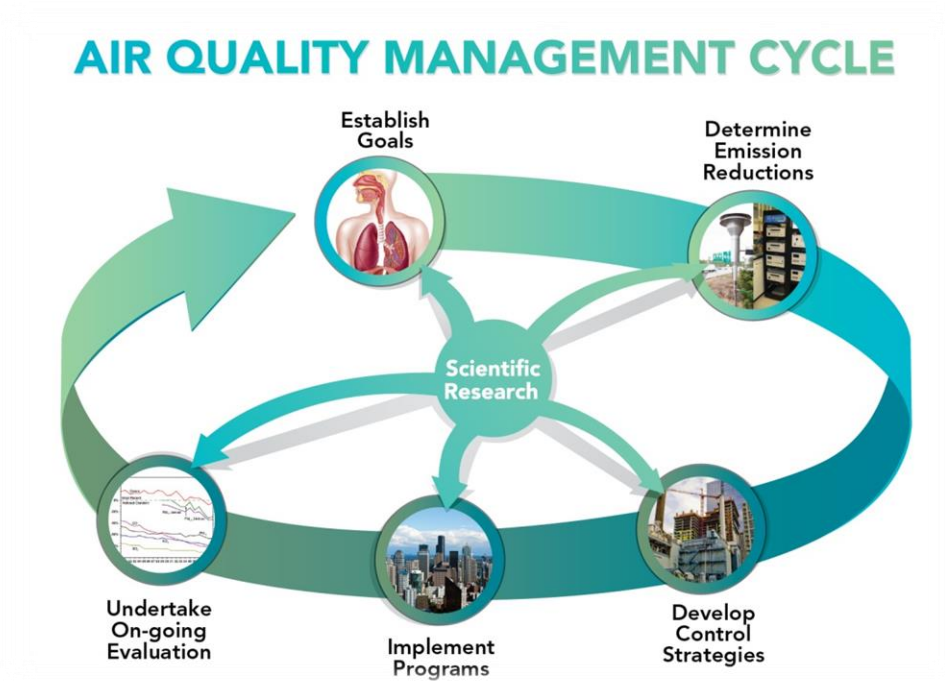 AIR QUALITY MANAGEMENT CYCLE
Establish
Goals
Determine
Emission
Reductions
Scientific
Research
Undertake
On-going
Evaluation
Implement
Programs
Develop
Control
Strategies